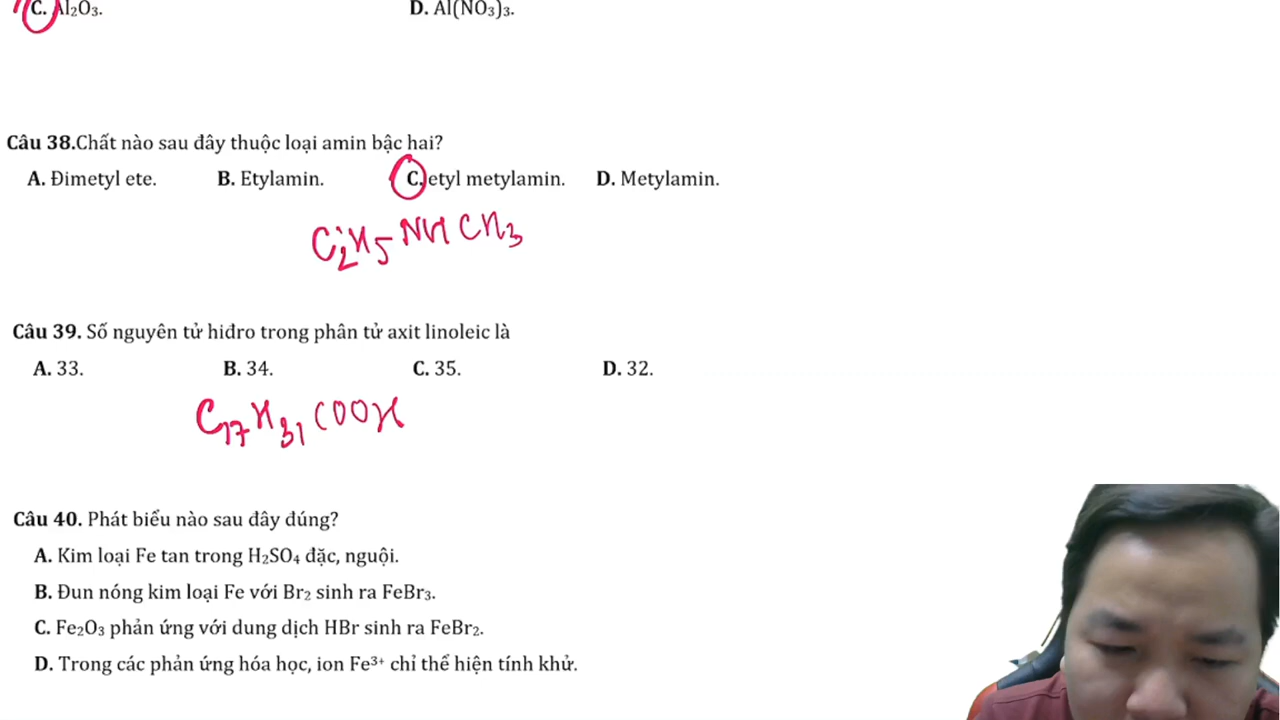 C. Al₂O₃. D. Al(NO₃)₃.
Câu 38.Chất nào sau đây thuộc loại amin bậc hai?
A. Đimetyl ete. B. Etylamin. C. etyl metylamin. D. Metylamin.
C₂H₅NHCH₃
Câu 39. Số nguyên tử hiđro trong phân tử axit linoleic là
A. 33. B. 34. C. 35. D. 32.
C₁₇H₃₁COOH
Câu 40. Phát biểu nào sau đây đúng?
A. Kim loại Fe tan trong H₂SO₄ đặc, nguội.
B. Đun nóng kim loại Fe với Br₂ sinh ra FeBr₃.
C. Fe₂O₃ phản ứng với dung dịch HBr sinh ra FeBr₂.
D. Trong các phản ứng hóa học, ion Fe³⁺ chỉ thể hiện tính khử.